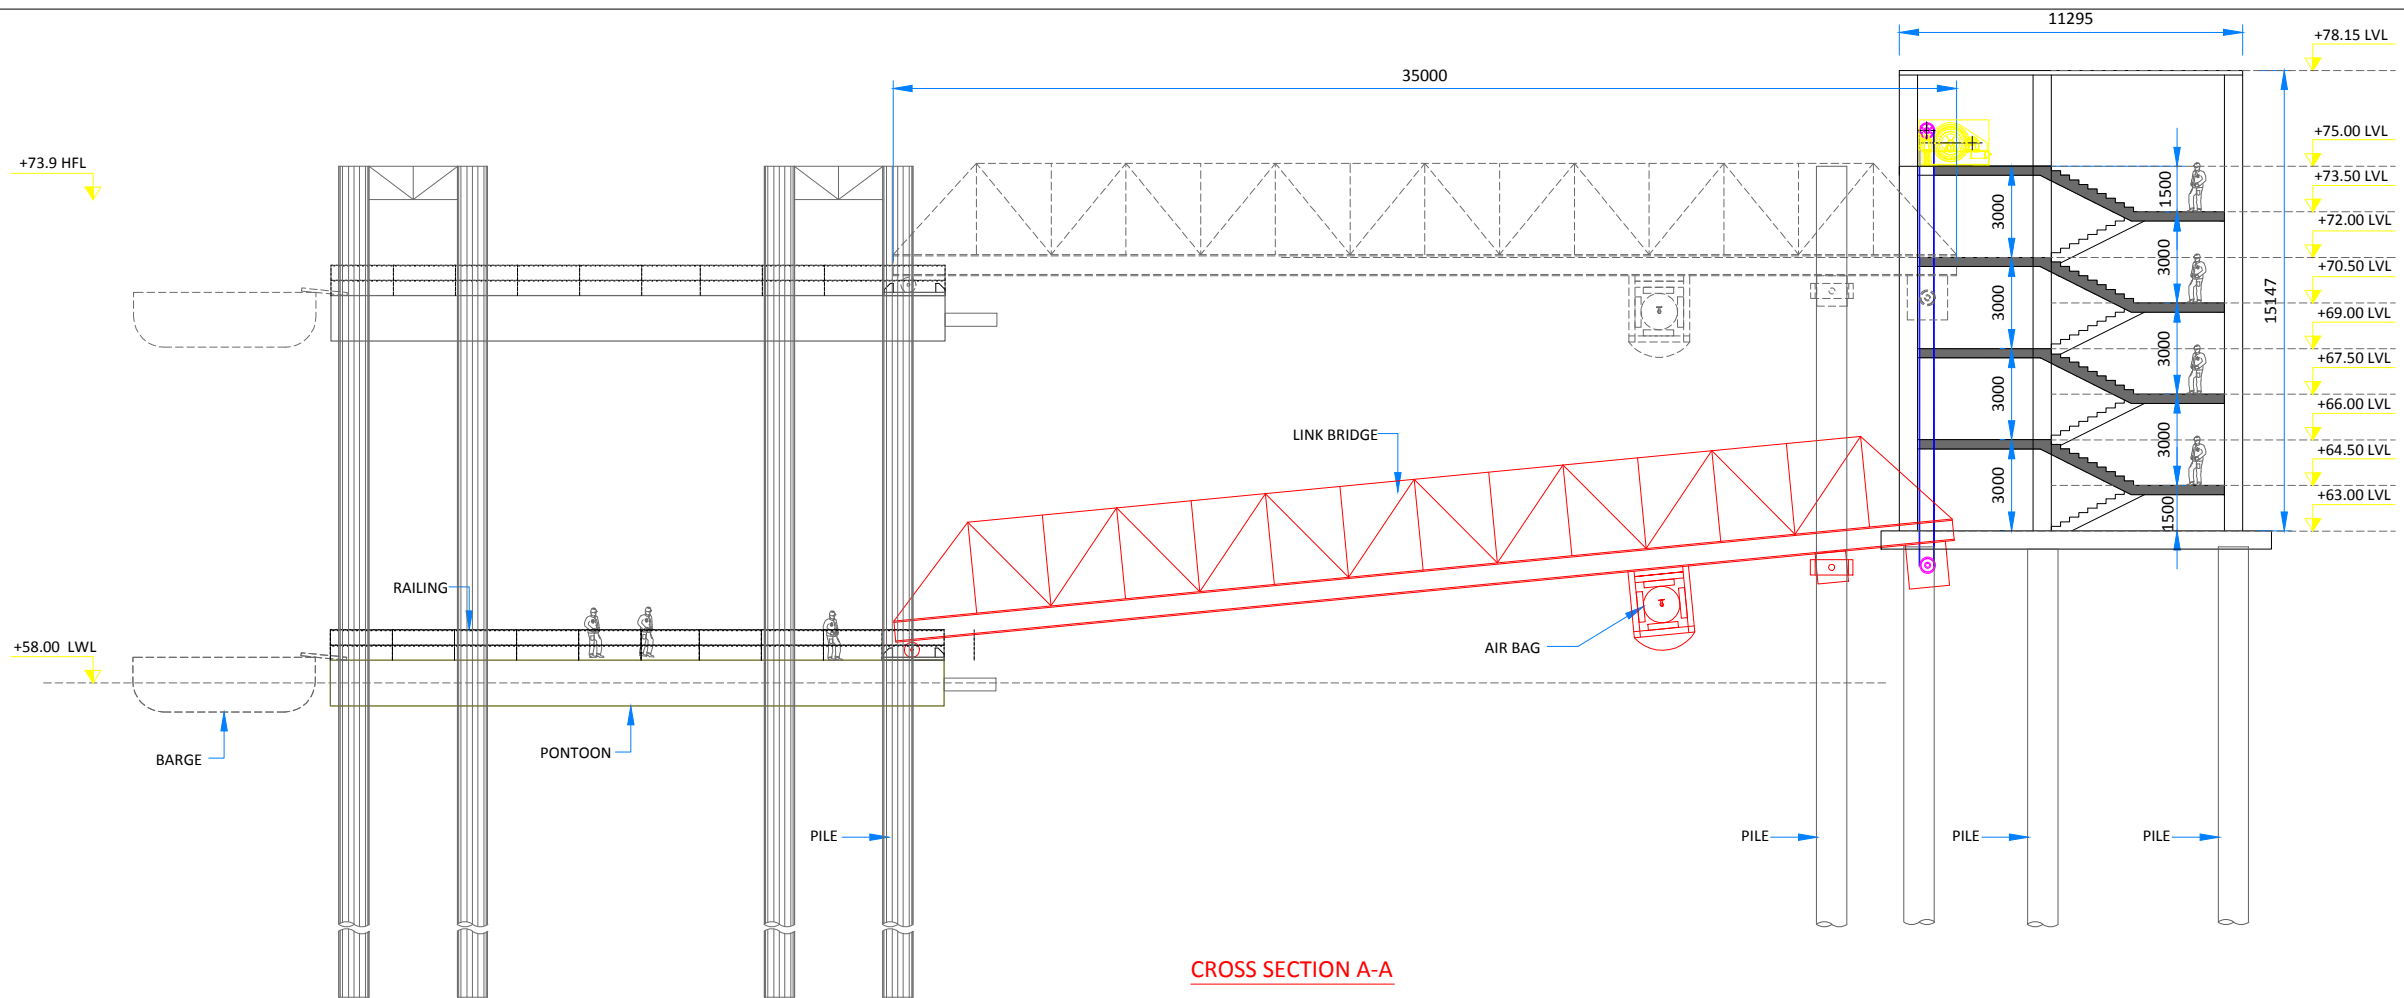 11295
+78.15 LVL
35000
+75.00 LVL
+73.9 HFL
+73.50 LVL
1500
3000
+72.00 LVL
3000
+70.50 LVL
15147
3000
+69.00 LVL
3000
+67.50 LVL
3000
+66.00 LVL
LINK BRIDGE
3000
+64.50 LVL
3000
+63.00 LVL
1500
RAILING
+58.00 LWL
AIR BAG
BARGE
PONTOON
PILE
PILE
PILE
PILE
CROSS SECTION A-A